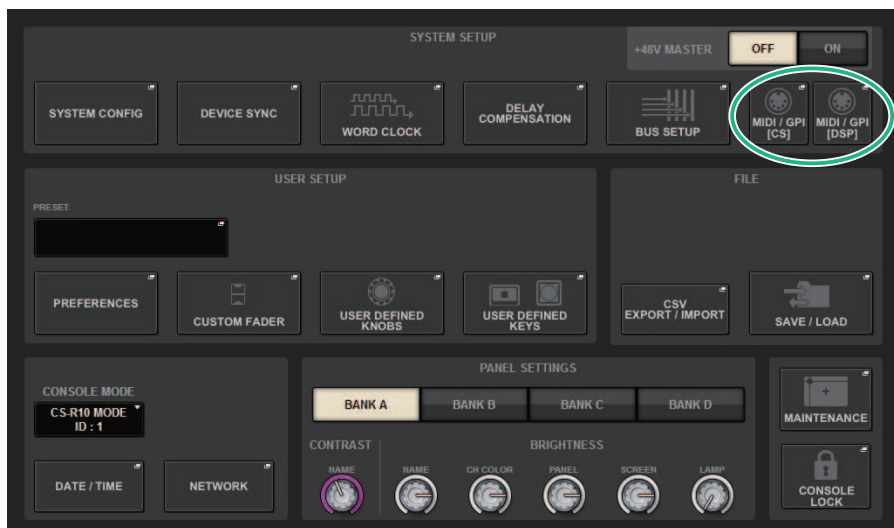 SYSTEM SETUP
+48V MASTER
OFF
ON
SYSTEM CONFIG
DEVICE SYNC
WORD CLOCK
DELAY
COMPENSATION
BUS SETUP
MIDI / GPI
[CS]
MIDI / GPI
[DSP]
USER SETUP
PRESET
PREFERENCES
CUSTOM FADER
USER DEFINED
KNOBS
USER DEFINED
KEYS
FILE
CSV
EXPORT / IMPORT
SAVE / LOAD
CONSOLE MODE
CS-R10 MODE
ID : 1
DATE / TIME
NETWORK
PANEL SETTINGS
BANK A
BANK B
BANK C
BANK D
CONTRAST
BRIGHTNESS
NAME
NAME
CH COLOR
PANEL
SCREEN
LAMP
MAINTENANCE
CONSOLE
LOCK